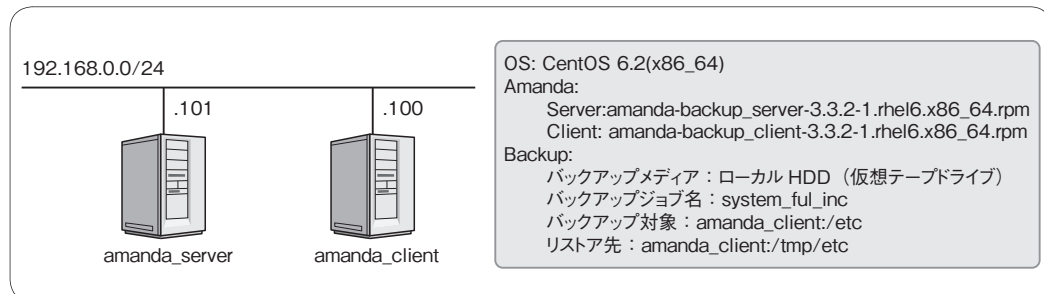 192.168.0.0/24
.101
.100
amanda_server
amanda_client
OS: CentOS 6.2(x86_64)
Amanda:
Server:amanda-backup_server-3.3.2-1.rhel6.x86_64.rpm
Client: amanda-backup_client-3.3.2-1.rhel6.x86_64.rpm
Backup:
バックアップメディア：ローカル HDD（仮想テープドライブ）
バックアップジョブ名：system_ful_inc
バックアップ対象：amanda_client:/etc
リストア先：amanda_client:/tmp/etc